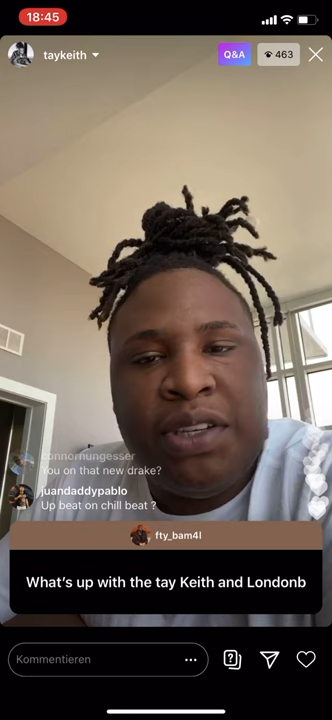 18:45
taykeith
Q&A
463
connornungesser
You on that new drake?
juandaddypablo
Up beat on chill beat ?
fty_bam4l
What's up with the tay Keith and Londonb
Kommentieren